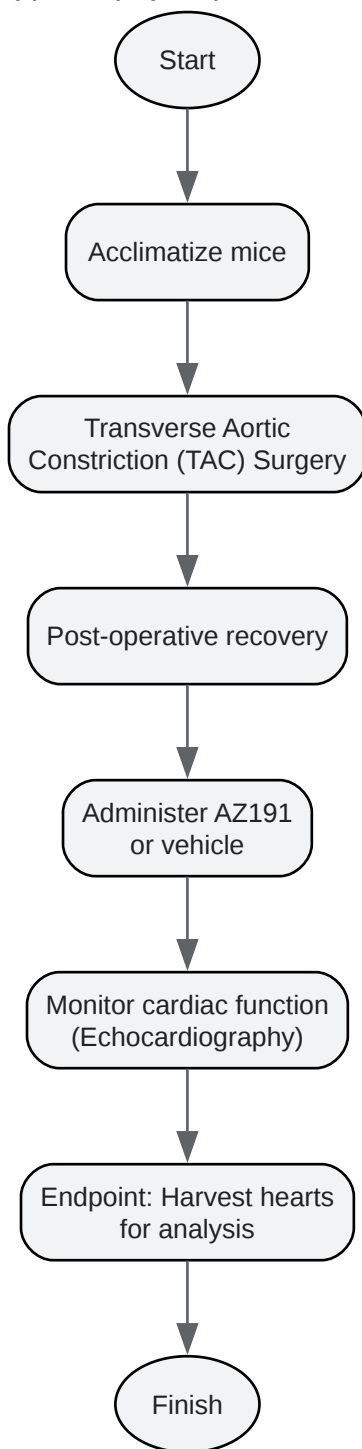 Start
Acclimatize mice
Transverse Aortic
Constriction (TAC) Surgery
Post-operative recovery
Administer AZ191
or vehicle
Monitor cardiac function
(Echocardiography)
Endpoint: Harvest hearts
for analysis
Finish